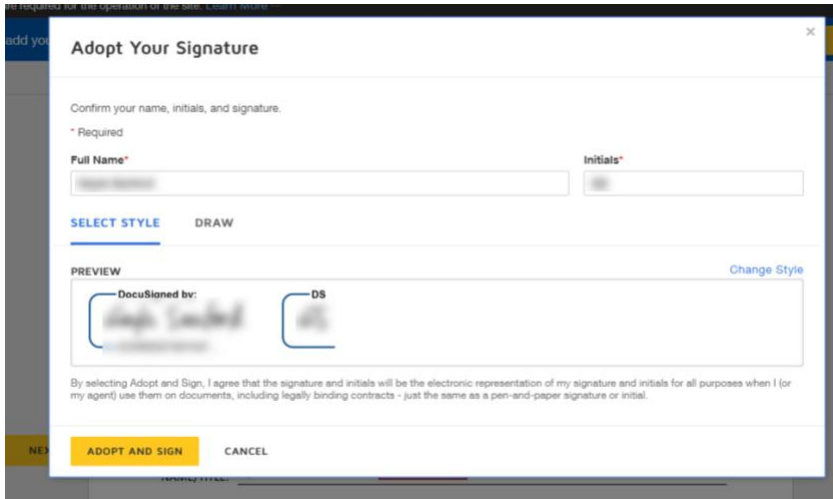 are required for the operation of the site. Learn More
add you
Adopt Your Signature
×
Confirm your name, initials, and signature.
* Required
Full Name*
Initials*
SELECT STYLE
DRAW
PREVIEW
Change Style
DocuSigned by:
DS
By selecting Adopt and Sign, I agree that the signature and initials will be the electronic representation of my signature and initials for all purposes when I (or
my agent) use them on documents, including legally binding contracts - just the same as a pen-and-paper signature or initial.
ADOPT AND SIGN
CANCEL
NAME/TITLE: